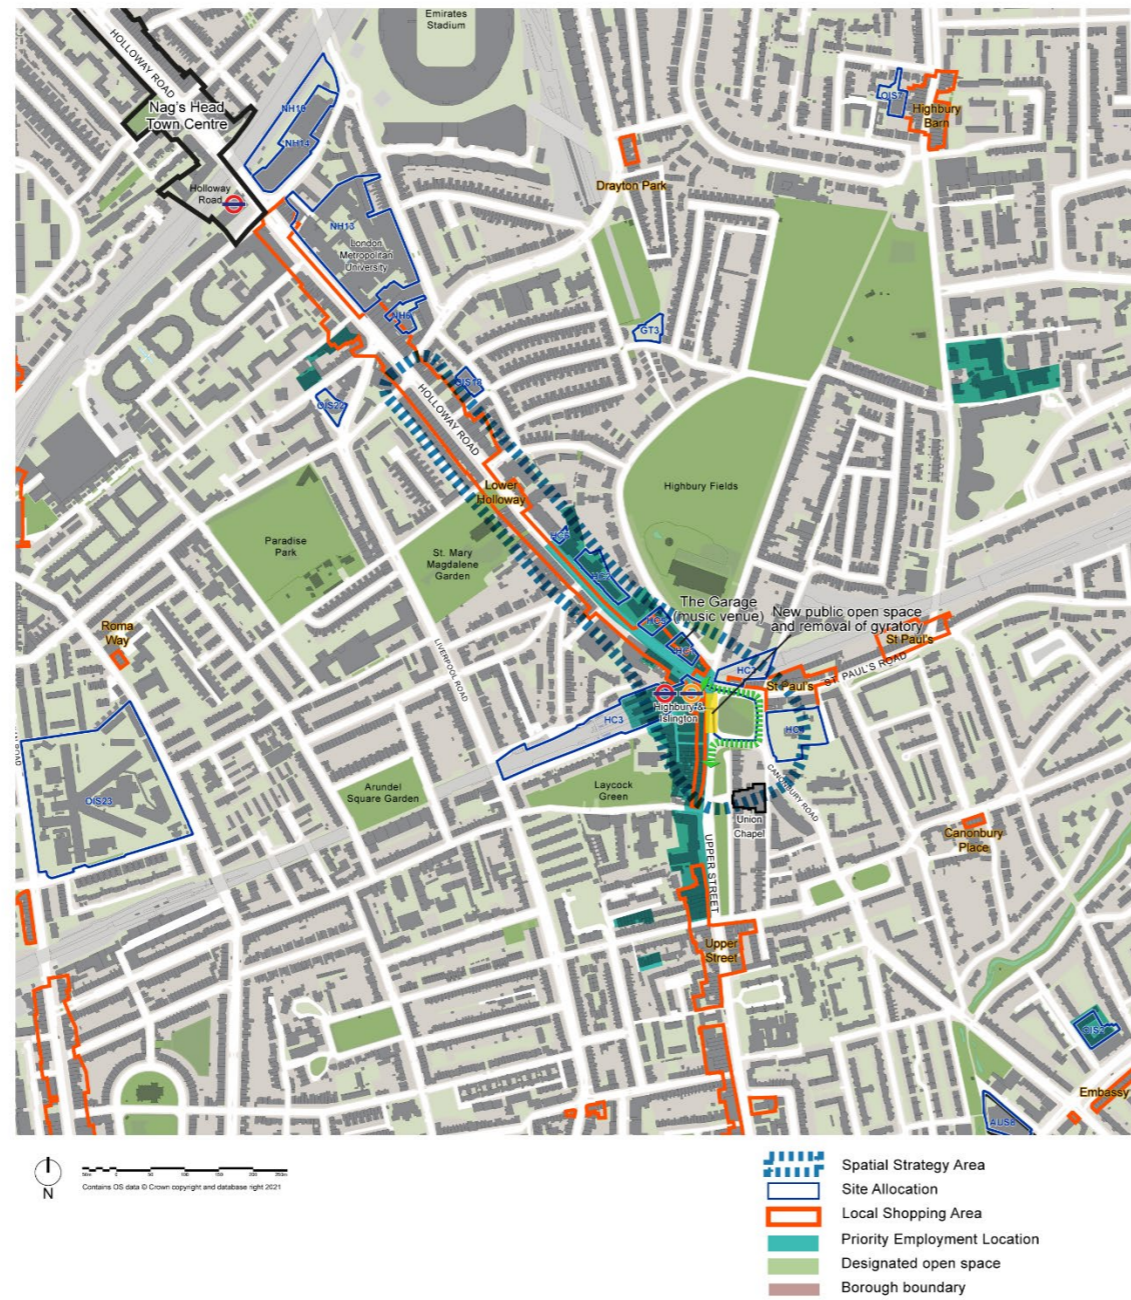 Emirates
Stadium
HOLLOWAY ROAD
Nag's Head
Town Centre
NH10
NH14
OIS7
Highbury
Barn
Drayton Park
Holloway
Road
NH13
London
Metropolitan
University
GT3
OIS22
HOLLOWAY ROAD
Highbury Fields
Lower
Holloway
Paradise
Park
St. Mary
Magdalene
Garden
The Garage
(music venue)
New public open space
and removal of gyratory
Roma
Way
LIVERPOOL ROAD
St Paul's
ST. PAUL'S ROAD
St Paul's
Highbury &
Islington
HC3
OIS23
Arundel
Square Garden
Laycock
Green
CANONBURY ROAD
Union
Chapel
Canonbury
Place
UPPER STREET
Upper
Street
Embassy
AUS8
N
Contains OS data © Crown copyright and database right 2021
Spatial Strategy Area
Site Allocation
Local Shopping Area
Priority Employment Location
Designated open space
Borough boundary